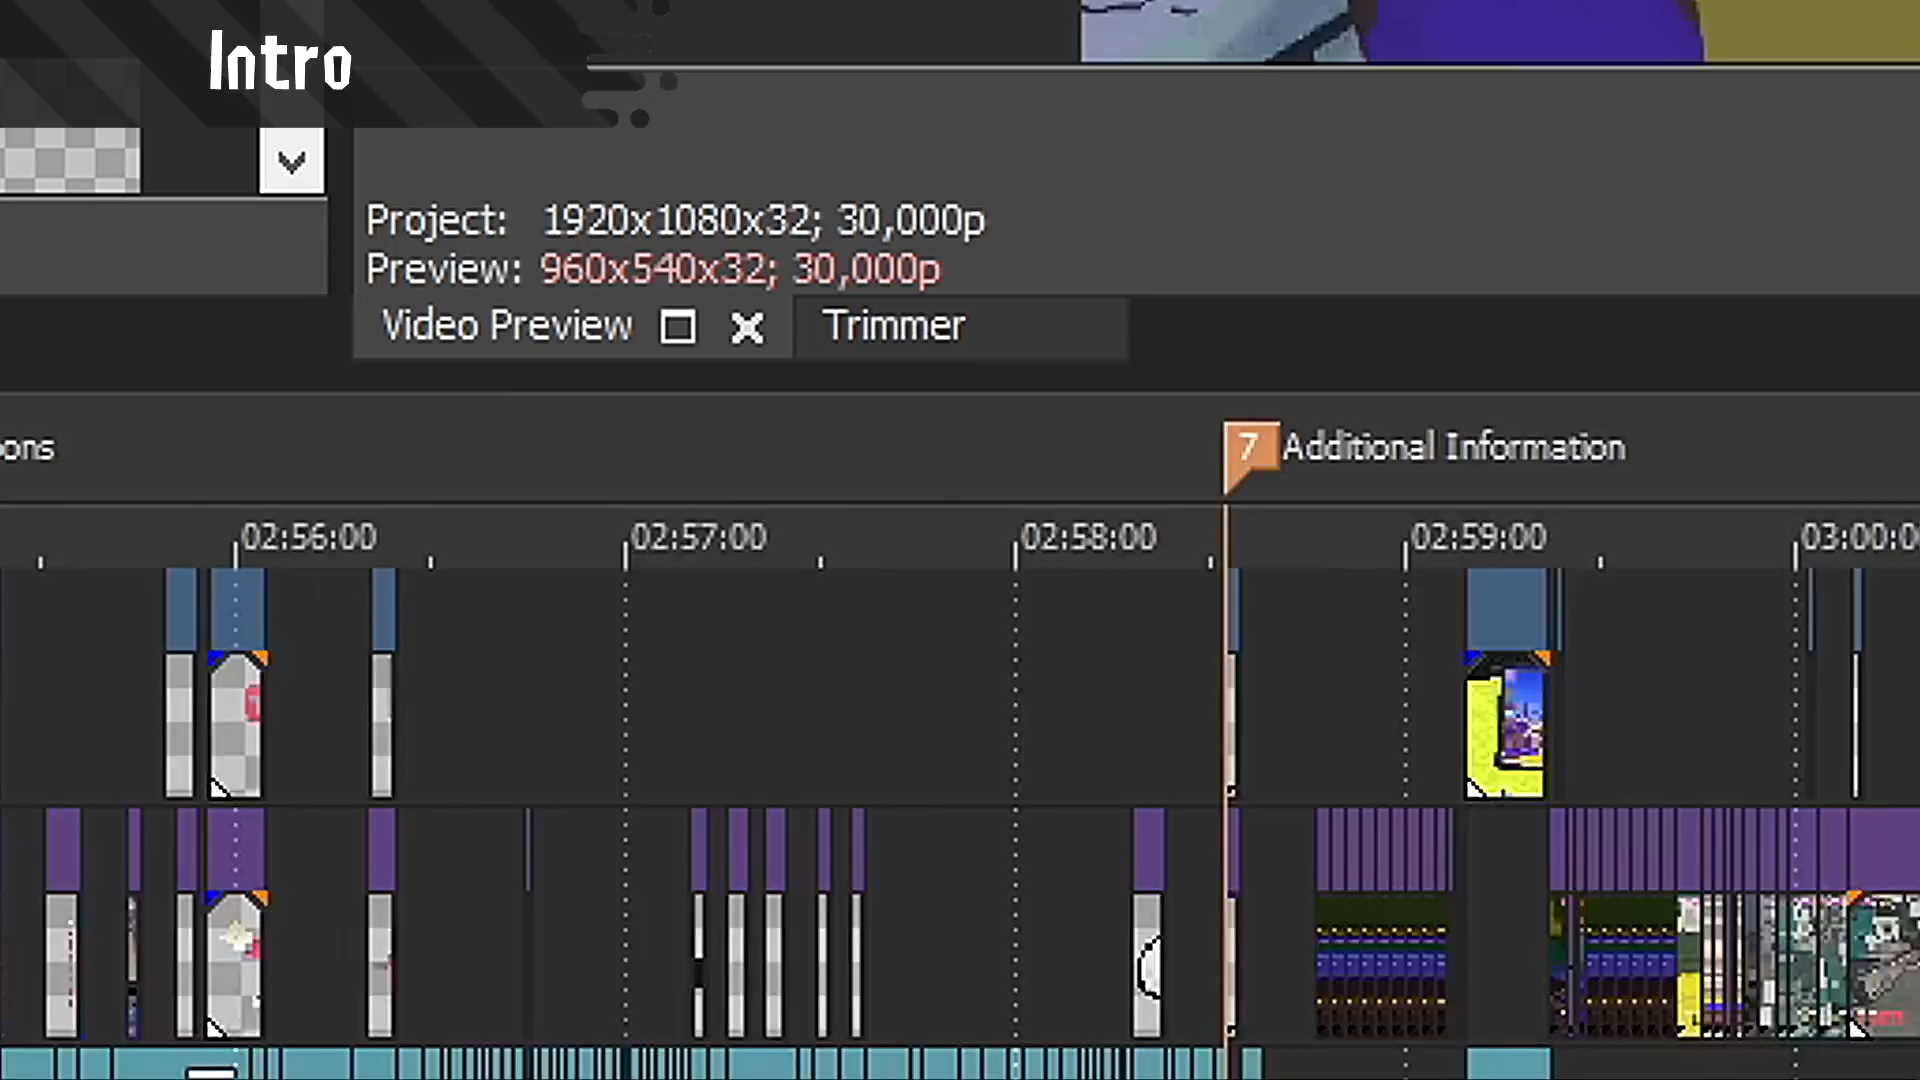 Intro
Project: 1920x1080x32; 30,000p
Preview: 960x540x32; 30,000p
Video Preview Trimmer
ons
7 Additional Information
02:56:00 02:57:00 02:58:00 02:59:00 03:00:0